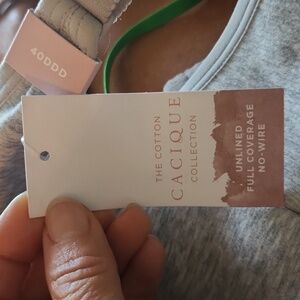 40DDD
THE COTTON
CACIQUE
COLLECTION
UNLINED
FULL COVERAGE
NO-WIRE